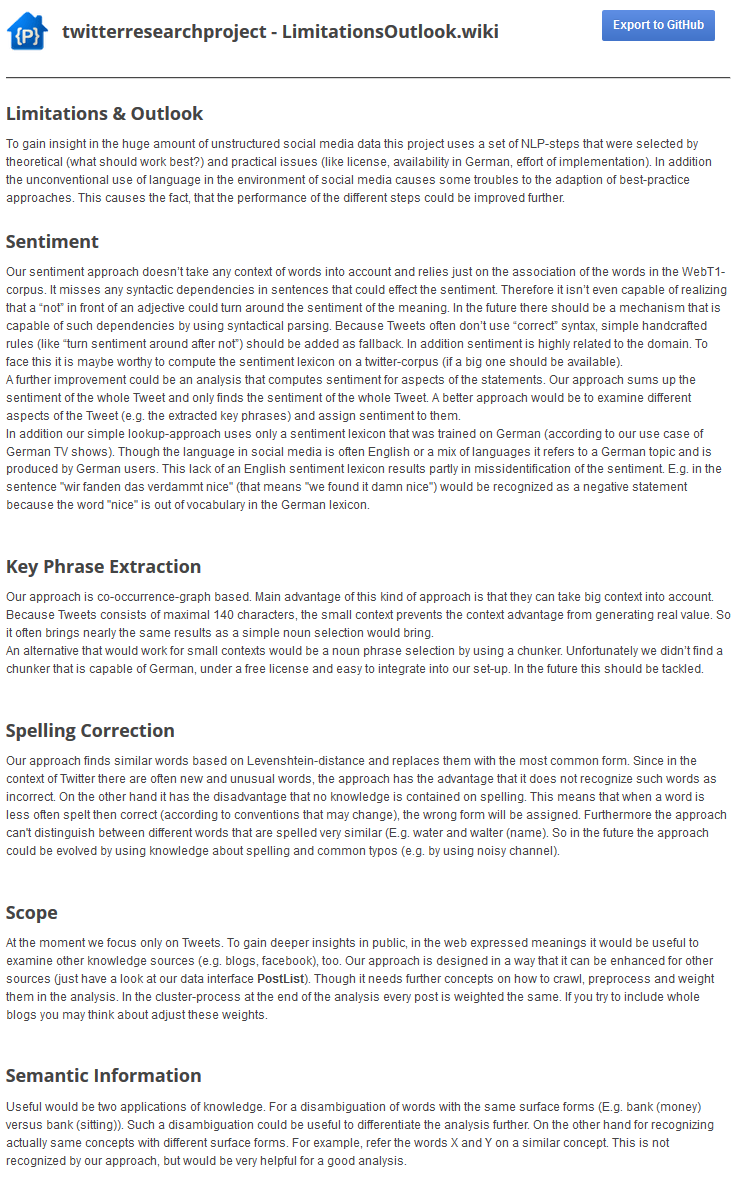 {P}
twitterresearchproject - LimitationsOutlook.wiki
Export to GitHub
Limitations & Outlook
To gain insight in the huge amount of unstructured social media data this project uses a set of NLP-steps that were selected by
theoretical (what should work best?) and practical issues (like license, availability in German, effort of implementation). In addition
the unconventional use of language in the environment of social media causes some troubles to the adaption of best-practice
approaches. This causes the fact, that the performance of the different steps could be improved further.
Sentiment
Our sentiment approach doesn't take any context of words into account and relies just on the association of the words in the WebT1-
corpus. It misses any syntactic dependencies in sentences that could effect the sentiment. Therefore it isn't even capable of realizing
that a “not” in front of an adjective could turn around the sentiment of the meaning. In the future there should be a mechanism that is
capable of such dependencies by using syntactical parsing. Because Tweets often don't use “correct” syntax, simple handcrafted
rules (like “turn sentiment around after not”) should be added as fallback. In addition sentiment is highly related to the domain. To
face this it is maybe worthy to compute the sentiment lexicon on a twitter-corpus (if a big one should be available).
A further improvement could be an analysis that computes sentiment for aspects of the statements. Our approach sums up the
sentiment of the whole Tweet and only finds the sentiment of the whole Tweet. A better approach would be to examine different
aspects of the Tweet (e.g. the extracted key phrases) and assign sentiment to them.
In addition our simple lookup-approach uses only a sentiment lexicon that was trained on German (according to our use case of
German TV shows). Though the language in social media is often English or a mix of languages it refers to a German topic and is
produced by German users. This lack of an English sentiment lexicon results partly in missidentification of the sentiment. E.g. in the
sentence "wir fanden das verdammt nice" (that means "we found it damn nice") would be recognized as a negative statement
because the word "nice" is out of vocabulary in the German lexicon.
Key Phrase Extraction
Our approach is co-occurrence-graph based. Main advantage of this kind of approach is that they can take big context into account.
Because Tweets consists of maximal 140 characters, the small context prevents the context advantage from generating real value. So
it often brings nearly the same results as a simple noun selection would bring.
An alternative that would work for small contexts would be a noun phrase selection by using a chunker. Unfortunately we didn't find a
chunker that is capable of German, under a free license and easy to integrate into our set-up. In the future this should be tackled.
Spelling Correction
Our approach finds similar words based on Levenshtein-distance and replaces them with the most common form. Since in the
context of Twitter there are often new and unusual words, the approach has the advantage that it does not recognize such words as
incorrect. On the other hand it has the disadvantage that no knowledge is contained on spelling. This means that when a word is
less often spelt then correct (according to conventions that may change), the wrong form will be assigned. Furthermore the approach
can't distinguish between different words that are spelled very similar (E.g. water and walter (name). So in the future the approach
could be evolved by using knowledge about spelling and common typos (e.g. by using noisy channel).
Scope
At the moment we focus only on Tweets. To gain deeper insights in public, in the web expressed meanings it would be useful to
examine other knowledge sources (e.g. blogs, facebook), too. Our approach is designed in a way that it can be enhanced for other
sources (just have a look at our data interface PostList). Though it needs further concepts on how to crawl, preprocess and weight
them in the analysis. In the cluster-process at the end of the analysis every post is weighted the same. If you try to include whole
blogs you may think about adjust these weights.
Semantic Information
Useful would be two applications of knowledge. For a disambiguation of words with the same surface forms (E.g. bank (money)
versus bank (sitting)). Such a disambiguation could be useful to differentiate the analysis further. On the other hand for recognizing
actually same concepts with different surface forms. For example, refer the words X and Y on a similar concept. This is not
recognized by our approach, but would be very helpful for a good analysis.